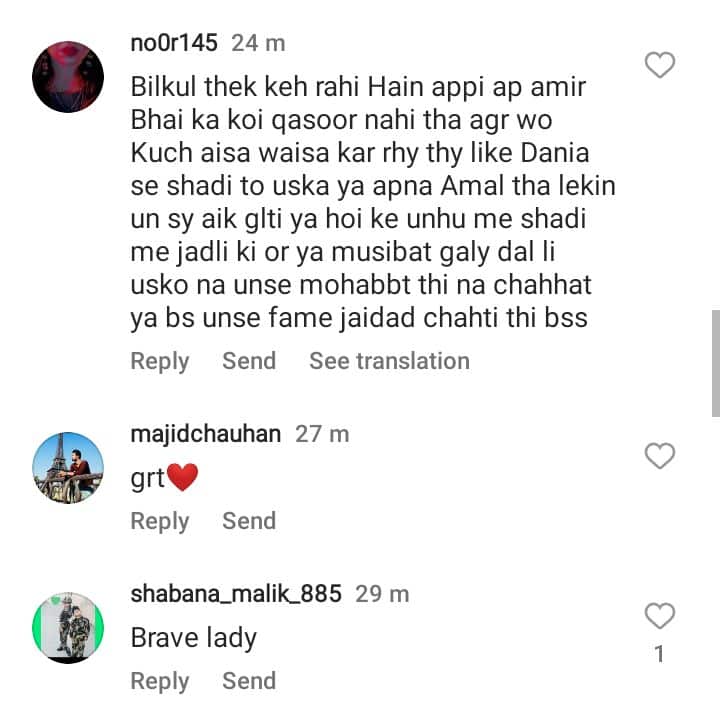 no0r145 24 m
Bilkul thek keh rahi Hain appi ap amir
Bhai ka koi qasoor nahi tha agr wo
Kuch aisa waisa kar rhy thy like Dania
se shadi to uska ya apna Amal tha lekin
un sy aik glti ya hoi ke unhu me shadi
me jadli ki or ya musibat galy dal li
usko na unse mohabbt thi na chahhat
ya bs unse fame jaidad chahti thi bss
Reply Send See translation
majidchauhan 27 m
grt❤️
Reply Send
shabana_malik_885 29 m
Brave lady
1
Reply Send